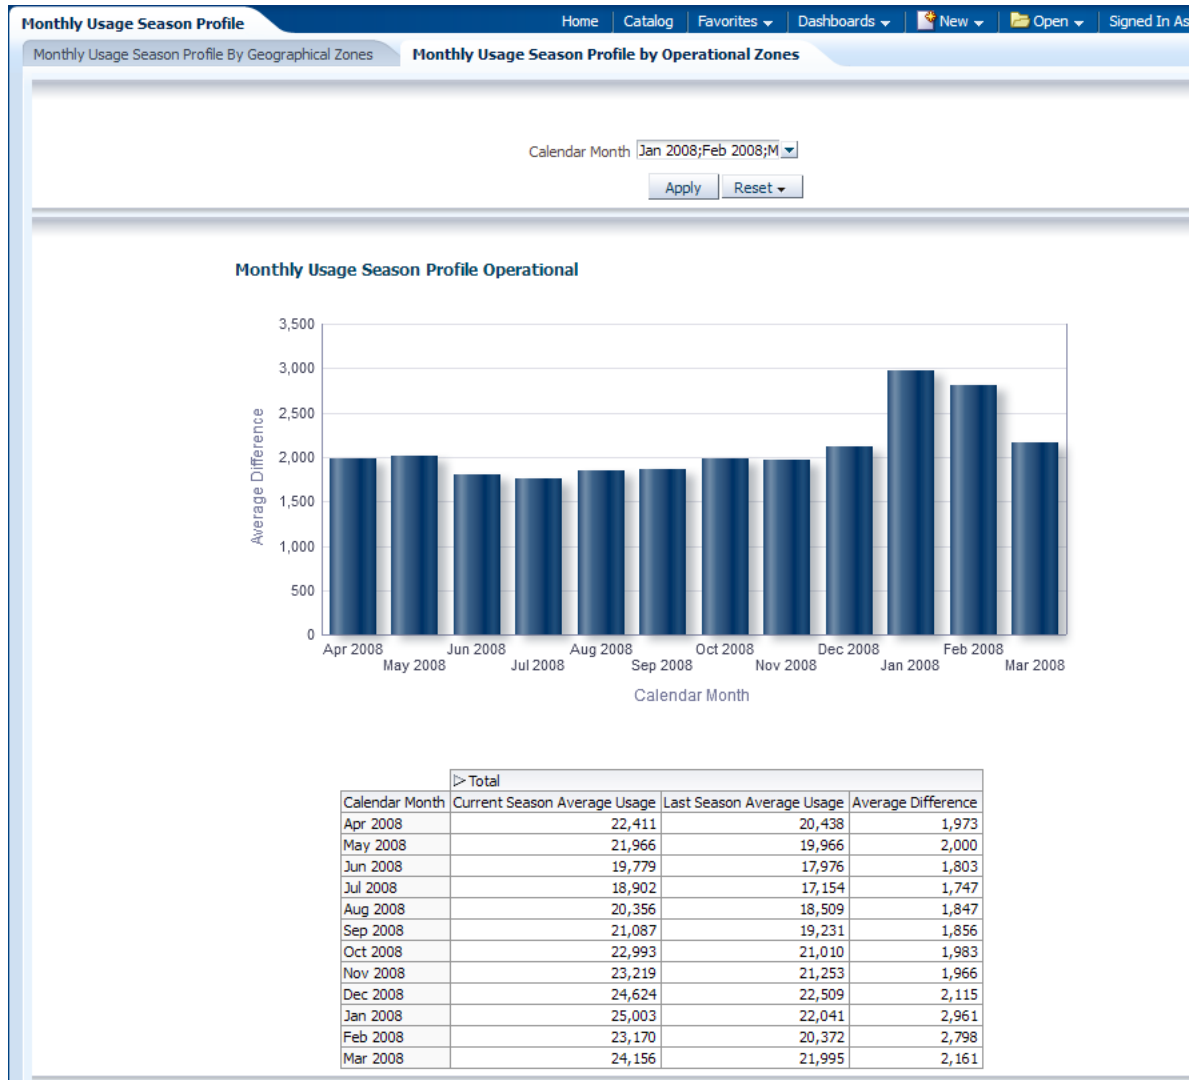 Monthly Usage Season Profile
Home Catalog Favorites Dashboards New Open Signed In As
Monthly Usage Season Profile By Geographical Zones Monthly Usage Season Profile by Operational Zones
Calendar Month Jan 2008;Feb 2008;M
Apply Reset
Monthly Usage Season Profile Operational
3,500
3,000
2,500
2,000
1,500
1,000
500
0
Average Difference
Apr 2008 Jun 2008 Aug 2008 Oct 2008 Dec 2008 Feb 2008
May 2008 Jul 2008 Sep 2008 Nov 2008 Jan 2008 Mar 2008
Calendar Month
Total
Calendar Month Current Season Average Usage Last Season Average Usage Average Difference
Apr 2008 22,411 20,438 1,973
May 2008 21,966 19,966 2,000
Jun 2008 19,779 17,976 1,803
Jul 2008 18,902 17,154 1,747
Aug 2008 20,356 18,509 1,847
Sep 2008 21,087 19,231 1,856
Oct 2008 22,993 21,010 1,983
Nov 2008 23,219 21,253 1,966
Dec 2008 24,624 22,509 2,115
Jan 2008 25,003 22,041 2,961
Feb 2008 23,170 20,372 2,798
Mar 2008 24,156 21,995 2,161